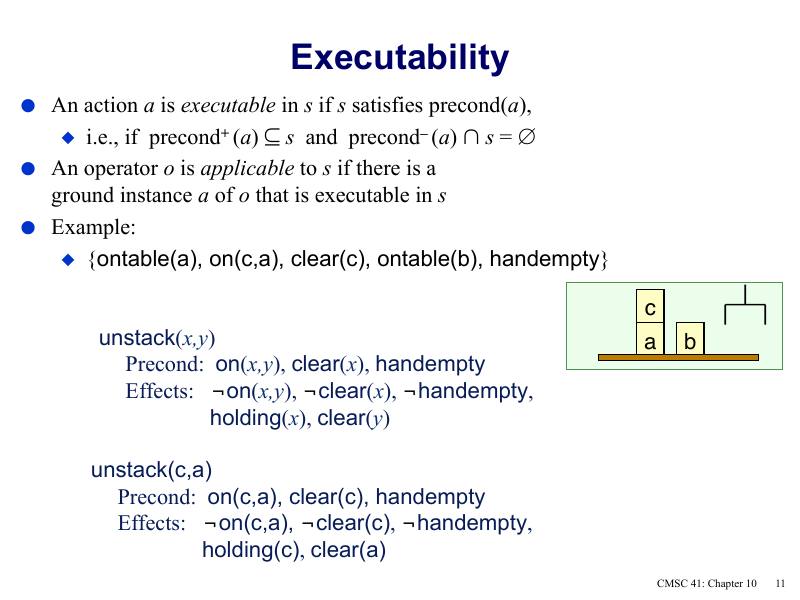 Executability
● An action a is executable in s if s satisfies precond(a),
◆ i.e., if precond⁺ (a) ⊆ s and precond⁻ (a) ∩ s = ∅
● An operator o is applicable to s if there is a
ground instance a of o that is executable in s
● Example:
◆ {ontable(a), on(c,a), clear(c), ontable(b), handempty}
c
a b
unstack(x,y)
Precond: on(x,y), clear(x), handempty
Effects: ¬on(x,y), ¬clear(x), ¬handempty,
holding(x), clear(y)
unstack(c,a)
Precond: on(c,a), clear(c), handempty
Effects: ¬on(c,a), ¬clear(c), ¬handempty,
holding(c), clear(a)
CMSC 41: Chapter 10 11